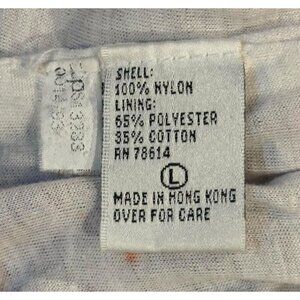 SHELL:
100% NYLON
LINING:
65% POLYESTER
35% COTTON
RN 78614
L
MADE IN HONG KONG
OVER FOR CARE